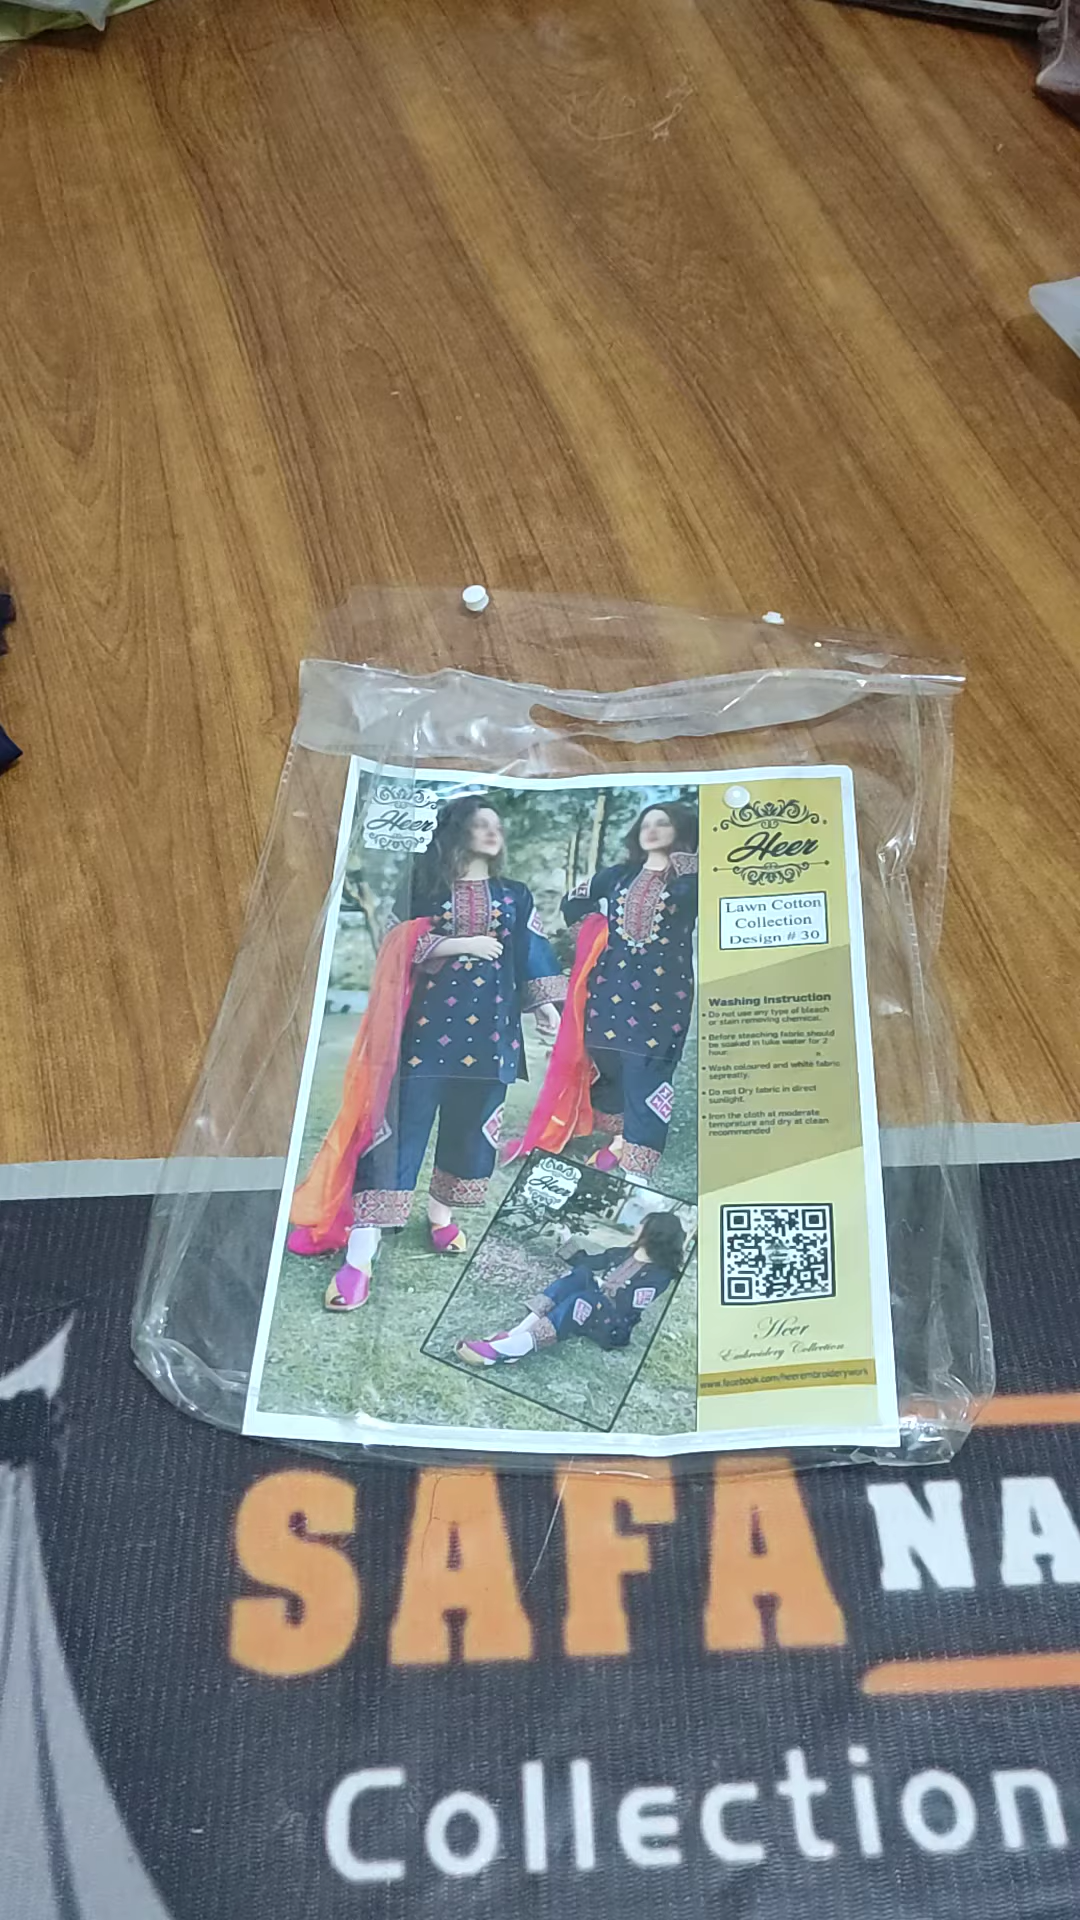 Heer
Heer
Lawn Cotton
Collection
Design # 30
Washing Instruction
• Do not use any type of bleach
or stain removing chemical.
• Before steaching fabric should
be soaked in luke water for 2
hour.
• Wash coloured and white fabric
sepreatly.
• Do not Dry fabric in direct
sunlight.
• Iron the cloth at moderate
temprature and dry at clean
recommended
Heer
Heer
Embroidery Collection
www.facebook.com/heerembroiderywork
SAFA NA
Collection